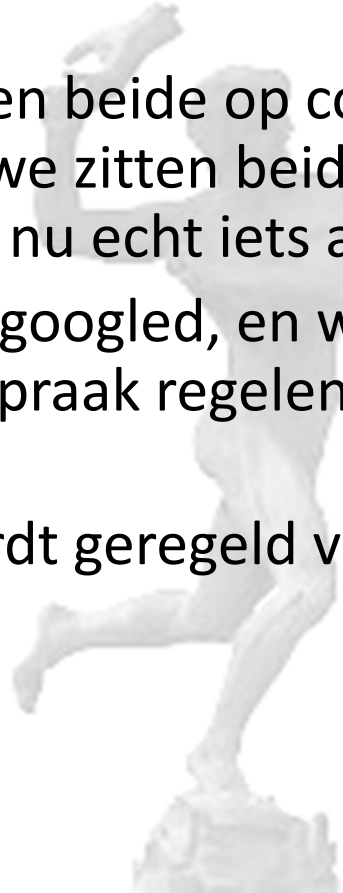 en beide op co
we zitten beid
nu echt iets a
googled, en w
praak regelen
rdt geregeld v